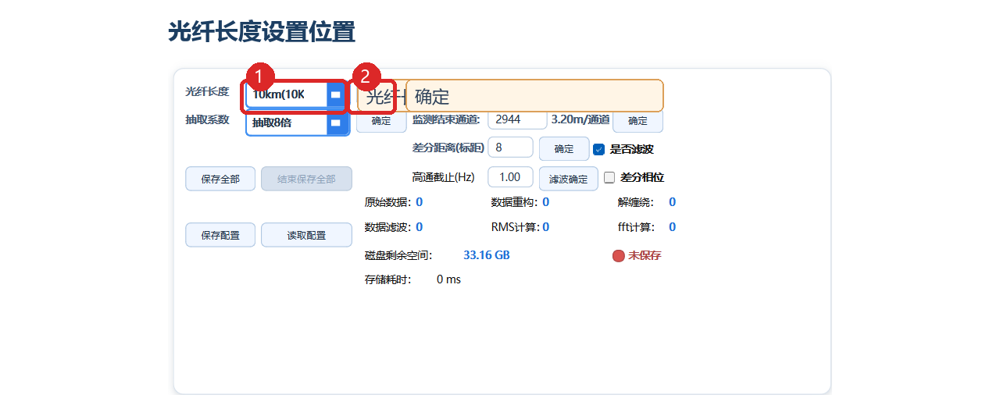 光纤长度设置位置
1
2
光纤长度
10km(10K
光纤
确定
抽取系数
抽取8倍
确定
监测结束通道:
2944
3.20m/通道
确定
差分距离(标距)
8
确定
是否滤波
保存全部
结束保存全部
高通截止(Hz)
1.00
滤波确定
差分相位
原始数据: 0
数据重构: 0
解缠绕: 0
保存配置
读取配置
数据滤波: 0
RMS计算: 0
fft计算: 0
磁盘剩余空间: 33.16 GB
未保存
存储耗时: 0 ms